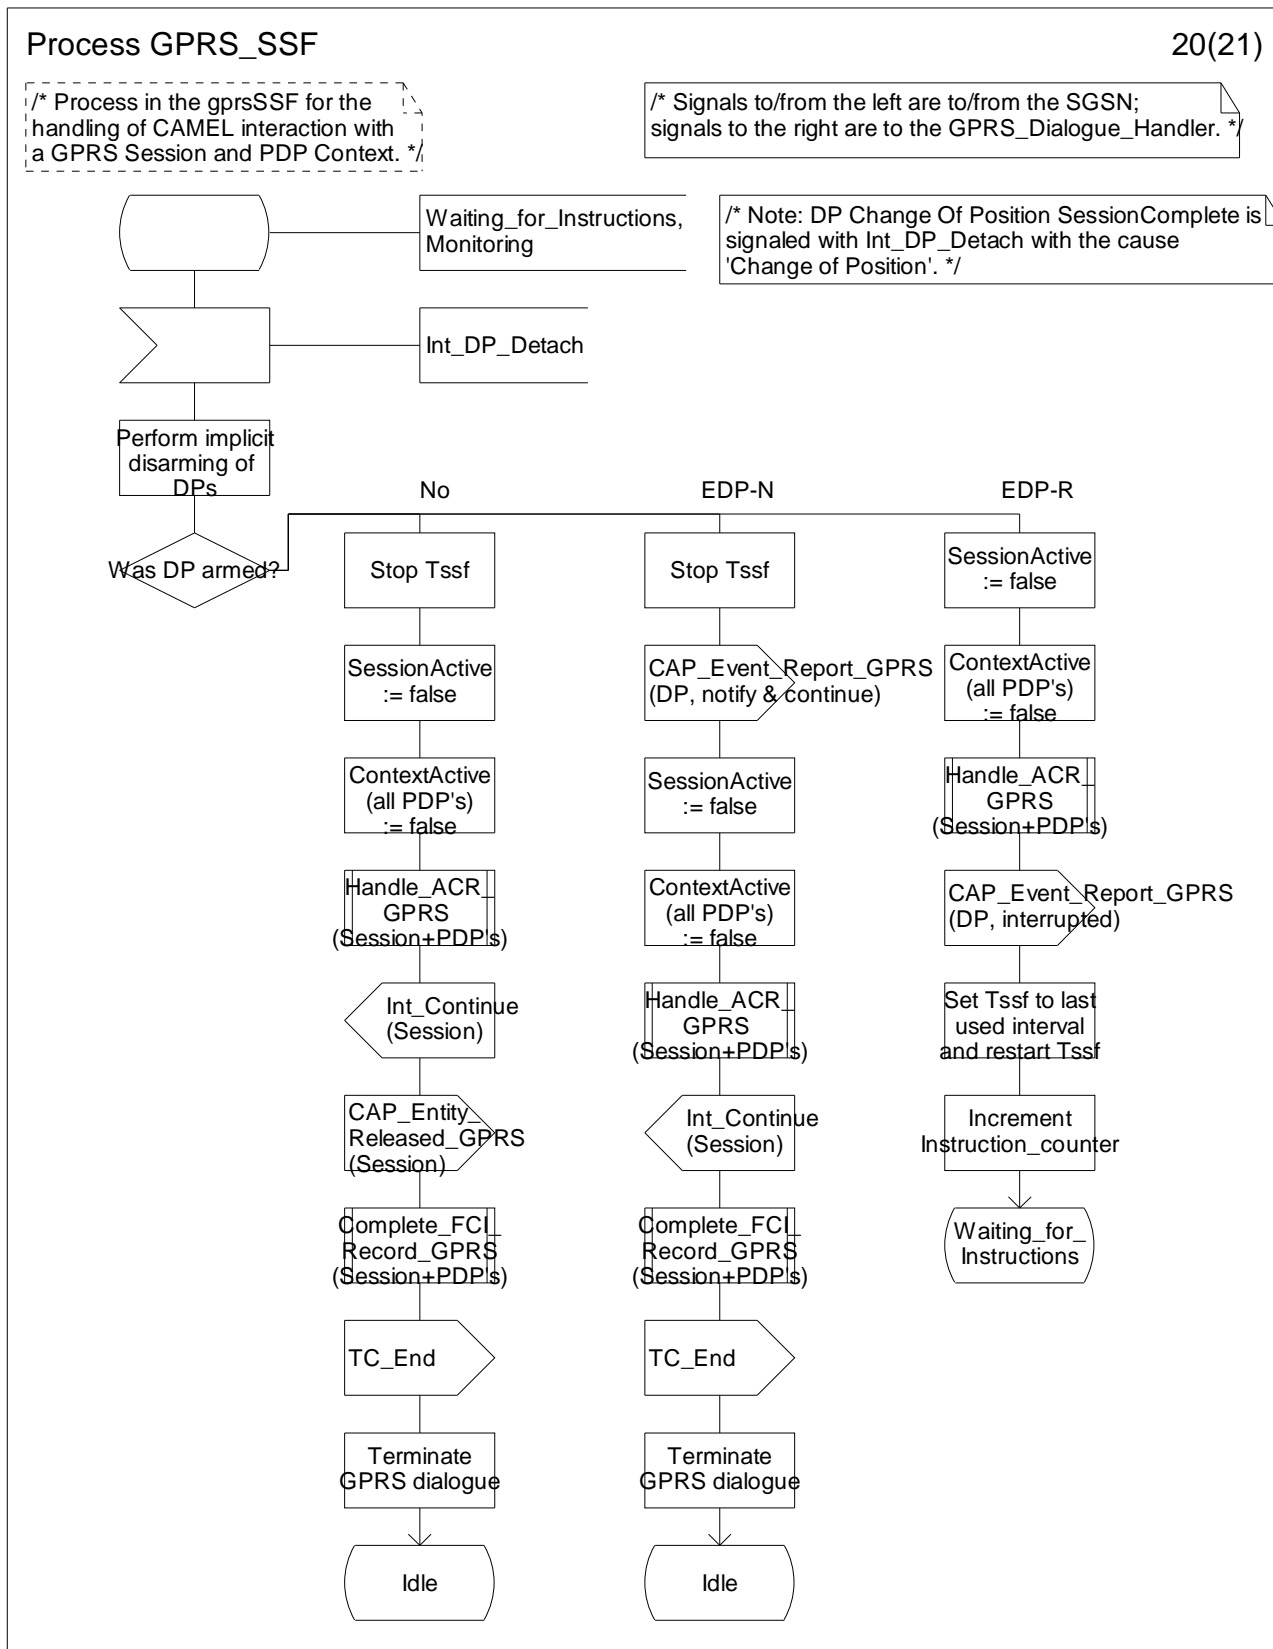 Process GPRS_SSF
20(21)
/* Process in the gprsSSF for the
handling of CAMEL interaction with
a GPRS Session and PDP Context. */
/* Signals to/from the left are to/from the SGSN;
signals to the right are to the GPRS_Dialogue_Handler. */
Waiting_for_Instructions,
Monitoring
/* Note: DP Change Of Position SessionComplete is
signaled with Int_DP_Detach with the cause
'Change of Position'. */
Int_DP_Detach
Perform implicit
disarming of
DPs
Was DP armed?
No
Stop Tssf
SessionActive
:= false
ContextActive
(all PDP's)
:= false
Handle_ACR_
GPRS
(Session+PDP's)
Int_Continue
(Session)
CAP_Entity_
Released_GPRS
(Session)
Complete_FCI_
Record_GPRS
(Session+PDP's)
TC_End
Terminate
GPRS dialogue
Idle
EDP-N
Stop Tssf
CAP_Event_Report_GPRS
(DP, notify & continue)
SessionActive
:= false
ContextActive
(all PDP's)
:= false
Handle_ACR_
GPRS
(Session+PDP's)
Int_Continue
(Session)
Complete_FCI_
Record_GPRS
(Session+PDP's)
TC_End
Terminate
GPRS dialogue
Idle
EDP-R
SessionActive
:= false
ContextActive
(all PDP's)
:= false
Handle_ACR_
GPRS
(Session+PDP's)
CAP_Event_Report_GPRS
(DP, interrupted)
Set Tssf to last
used interval
and restart Tssf
Increment
Instruction_counter
Waiting_for_
Instructions